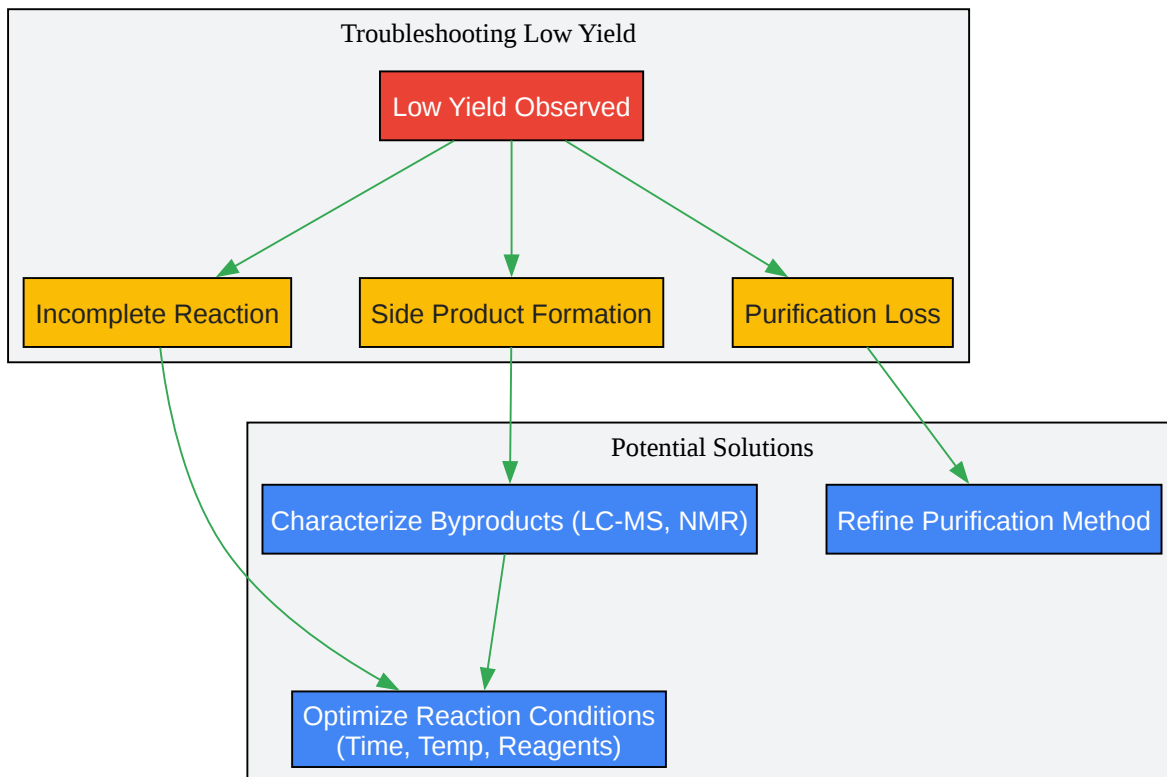 Troubleshooting Low Yield
Low Yield Observed
Incomplete Reaction
Side Product Formation
Purification Loss
Potential Solutions
Characterize Byproducts (LC-MS, NMR)
Refine Purification Method
Optimize Reaction Conditions
(Time, Temp, Reagents)